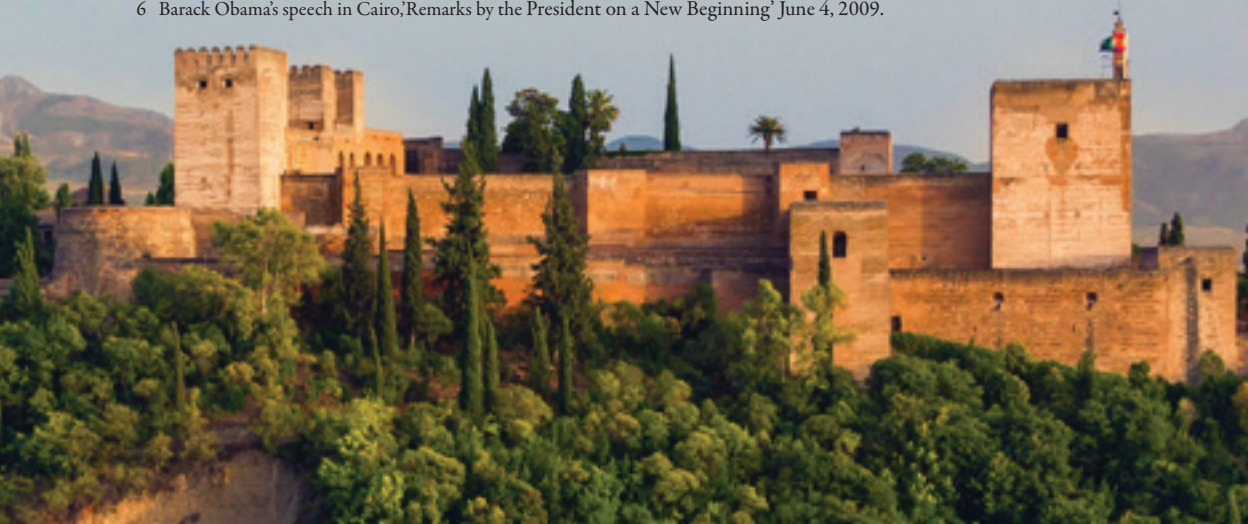 6 Barack Obama's speech in Cairo,'Remarks by the President on a New Beginning' June 4, 2009.